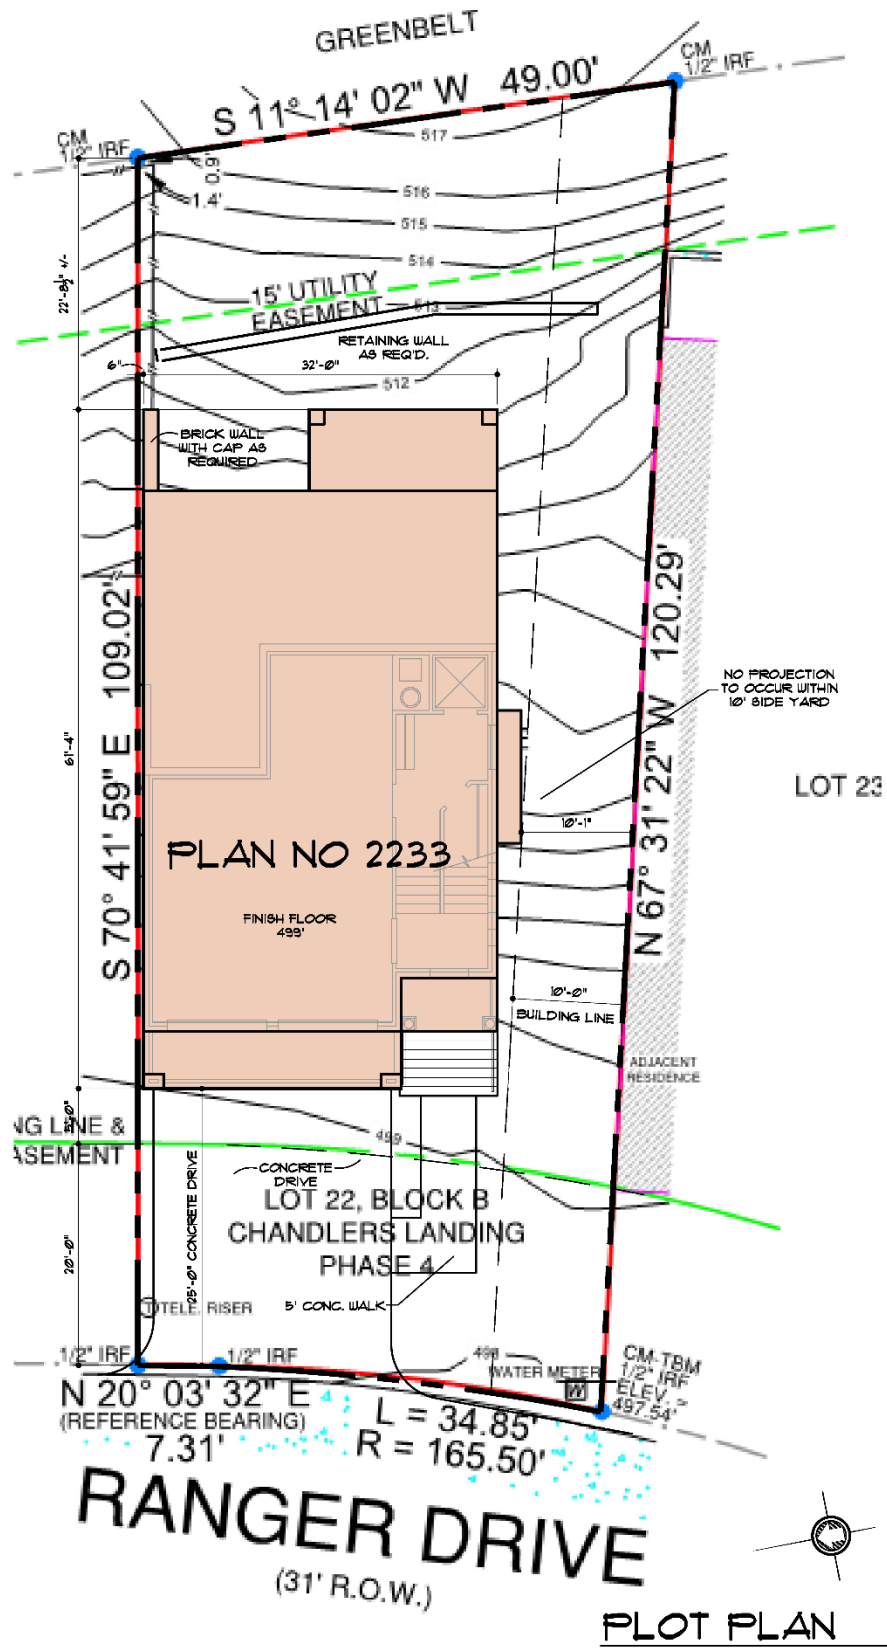 GREENBELT
CM
1/2" IRF
S 11° 14' 02" W 49.00'
CM
1/2" IRF
517
0.9'
1.4'
516
515
514
22'-8½" +/-
15' UTILITY
EASEMENT
513
RETAINING WALL
AS REQ'D.
6"
32'-0"
512
BRICK WALL
WITH CAP AS
REQUIRED
S 70° 41' 59" E 109.02'
N 67° 31' 22" W 120.29'
NO PROJECTION
TO OCCUR WITHIN
10' SIDE YARD
61'-4"
LOT 23
10'-1"
PLAN NO 2233
FINISH FLOOR
499'
10'-0"
BUILDING LINE
ADJACENT
RESIDENCE
NG LINE &
ASEMENT
499
CONCRETE
DRIVE
25'-0" CONCRETE DRIVE
LOT 22, BLOCK B
CHANDLERS LANDING
PHASE 4
20'-0"
5' CONC. WALK
TELE. RISER
1/2" IRF
1/2" IRF
498
WATER METER
W
CM-TBM
1/2" IRF
ELEV. =
497.54'
N 20° 03' 32" E
(REFERENCE BEARING)
7.31'
L = 34.85'
R = 165.50'
RANGER DRIVE
(31' R.O.W.)
PLOT PLAN